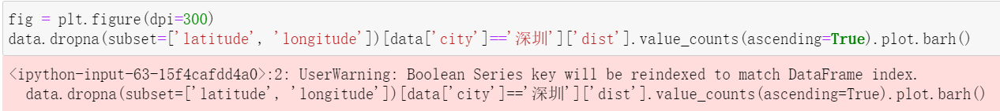 fig = plt.figure(dpi=300)
data.dropna(subset=['latitude', 'longitude'])[data['city']=='深圳']['dist'].value_counts(ascending=True).plot.barh()
<ipython-input-63-15f4cafdd4a0>:2: UserWarning: Boolean Series key will be reindexed to match DataFrame index.
data.dropna(subset=['latitude', 'longitude'])[data['city']=='深圳']['dist'].value_counts(ascending=True).plot.barh()